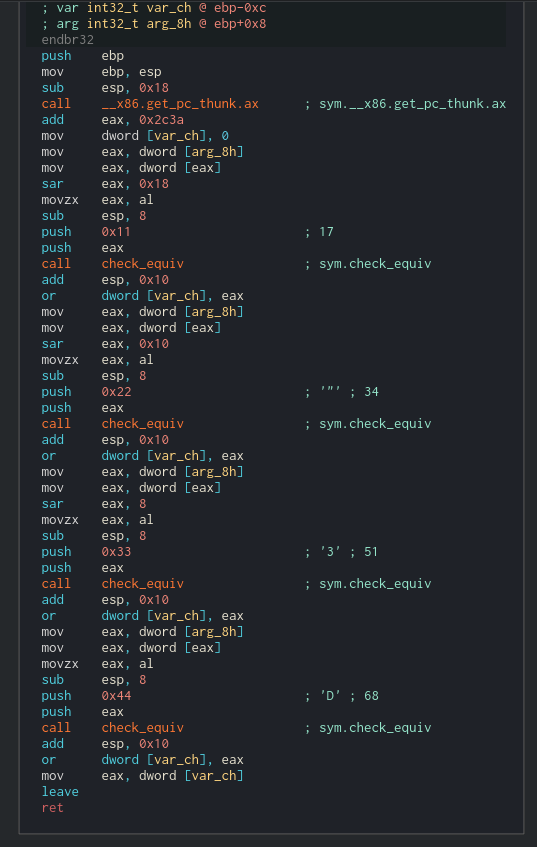 ; var int32_t var_ch @ ebp-0xc
; arg int32_t arg_8h @ ebp+0x8
endbr32
push ebp
mov ebp, esp
sub esp, 0x18
call __x86.get_pc_thunk.ax ; sym.__x86.get_pc_thunk.ax
add eax, 0x2c3a
mov dword [var_ch], 0
mov eax, dword [arg_8h]
mov eax, dword [eax]
sar eax, 0x18
movzx eax, al
sub esp, 8
push 0x11 ; 17
push eax
call check_equiv ; sym.check_equiv
add esp, 0x10
or dword [var_ch], eax
mov eax, dword [arg_8h]
mov eax, dword [eax]
sar eax, 0x10
movzx eax, al
sub esp, 8
push 0x22 ; '"' ; 34
push eax
call check_equiv ; sym.check_equiv
add esp, 0x10
or dword [var_ch], eax
mov eax, dword [arg_8h]
mov eax, dword [eax]
sar eax, 8
movzx eax, al
sub esp, 8
push 0x33 ; '3' ; 51
push eax
call check_equiv ; sym.check_equiv
add esp, 0x10
or dword [var_ch], eax
mov eax, dword [arg_8h]
mov eax, dword [eax]
movzx eax, al
sub esp, 8
push 0x44 ; 'D' ; 68
push eax
call check_equiv ; sym.check_equiv
add esp, 0x10
or dword [var_ch], eax
mov eax, dword [var_ch]
leave
ret